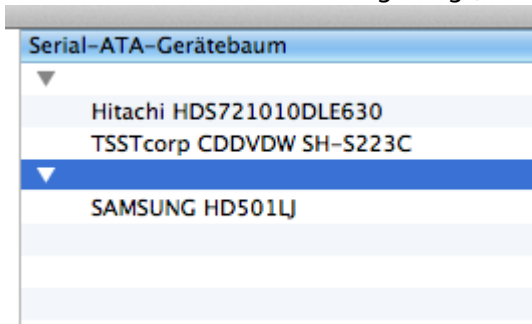 Serial-ATA-Gerätebaum
Hitachi HDS721010DLE630
TSSTcorp CDDVDW SH-S223C
SAMSUNG HD501LJ